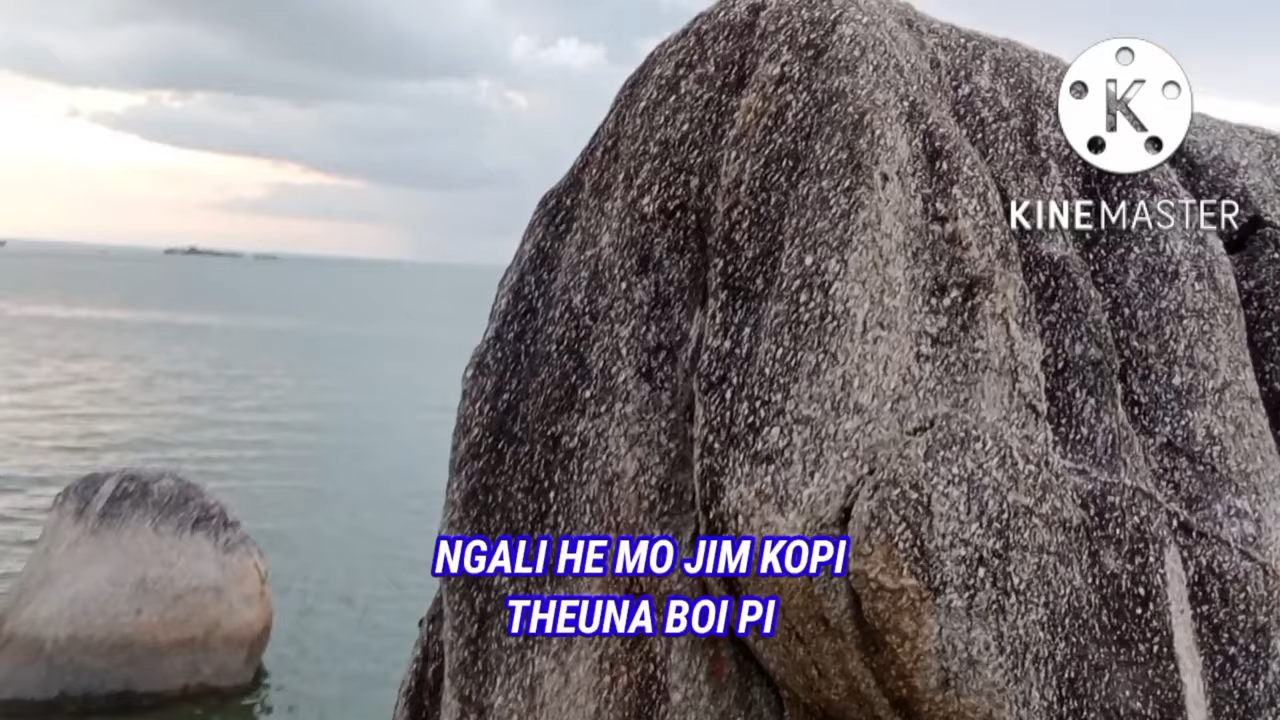 K
KINEMASTER
NGALI HE MO JIM KOPI
THEUNA BOI PI